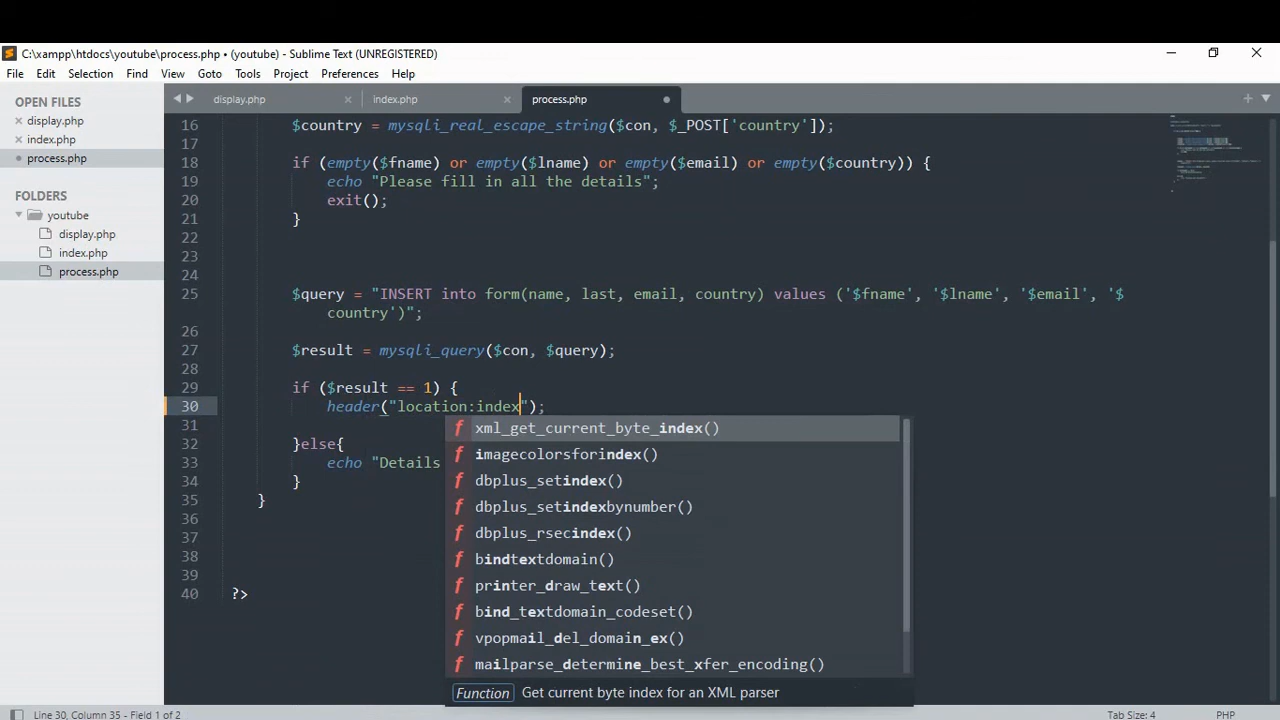 C:\xampp\htdocs\youtube\process.php • (youtube) - Sublime Text (UNREGISTERED)
File Edit Selection Find View Goto Tools Project Preferences Help
OPEN FILES
display.php
index.php
process.php
FOLDERS
youtube
display.php
index.php
process.php
display.php index.php process.php
16 $country = mysqli_real_escape_string($con, $_POST['country']);
17
18 if (empty($fname) or empty($lname) or empty($email) or empty($country)) {
19 echo "Please fill in all the details";
20 exit();
21 }
22
23
24
25 $query = "INSERT into form(name, last, email, country) values ('$fname', '$lname', '$email', '$
country')";
26
27 $result = mysqli_query($con, $query);
28
29 if ($result == 1) {
30 header("location:index");
31
32 }else{
33 echo "Details
34 }
35 }
36
37
38
39
40 ?>
f xml_get_current_byte_index()
f imagecolorsforindex()
f dbplus_setindex()
f dbplus_setindexbynumber()
f dbplus_rsecindex()
f bindtextdomain()
f printer_draw_text()
f bind_textdomain_codeset()
f vpopmail_del_domain_ex()
f mailparse_determine_best_xfer_encoding()
Function Get current byte index for an XML parser
Line 30, Column 35 - Field 1 of 2 Tab Size: 4 PHP